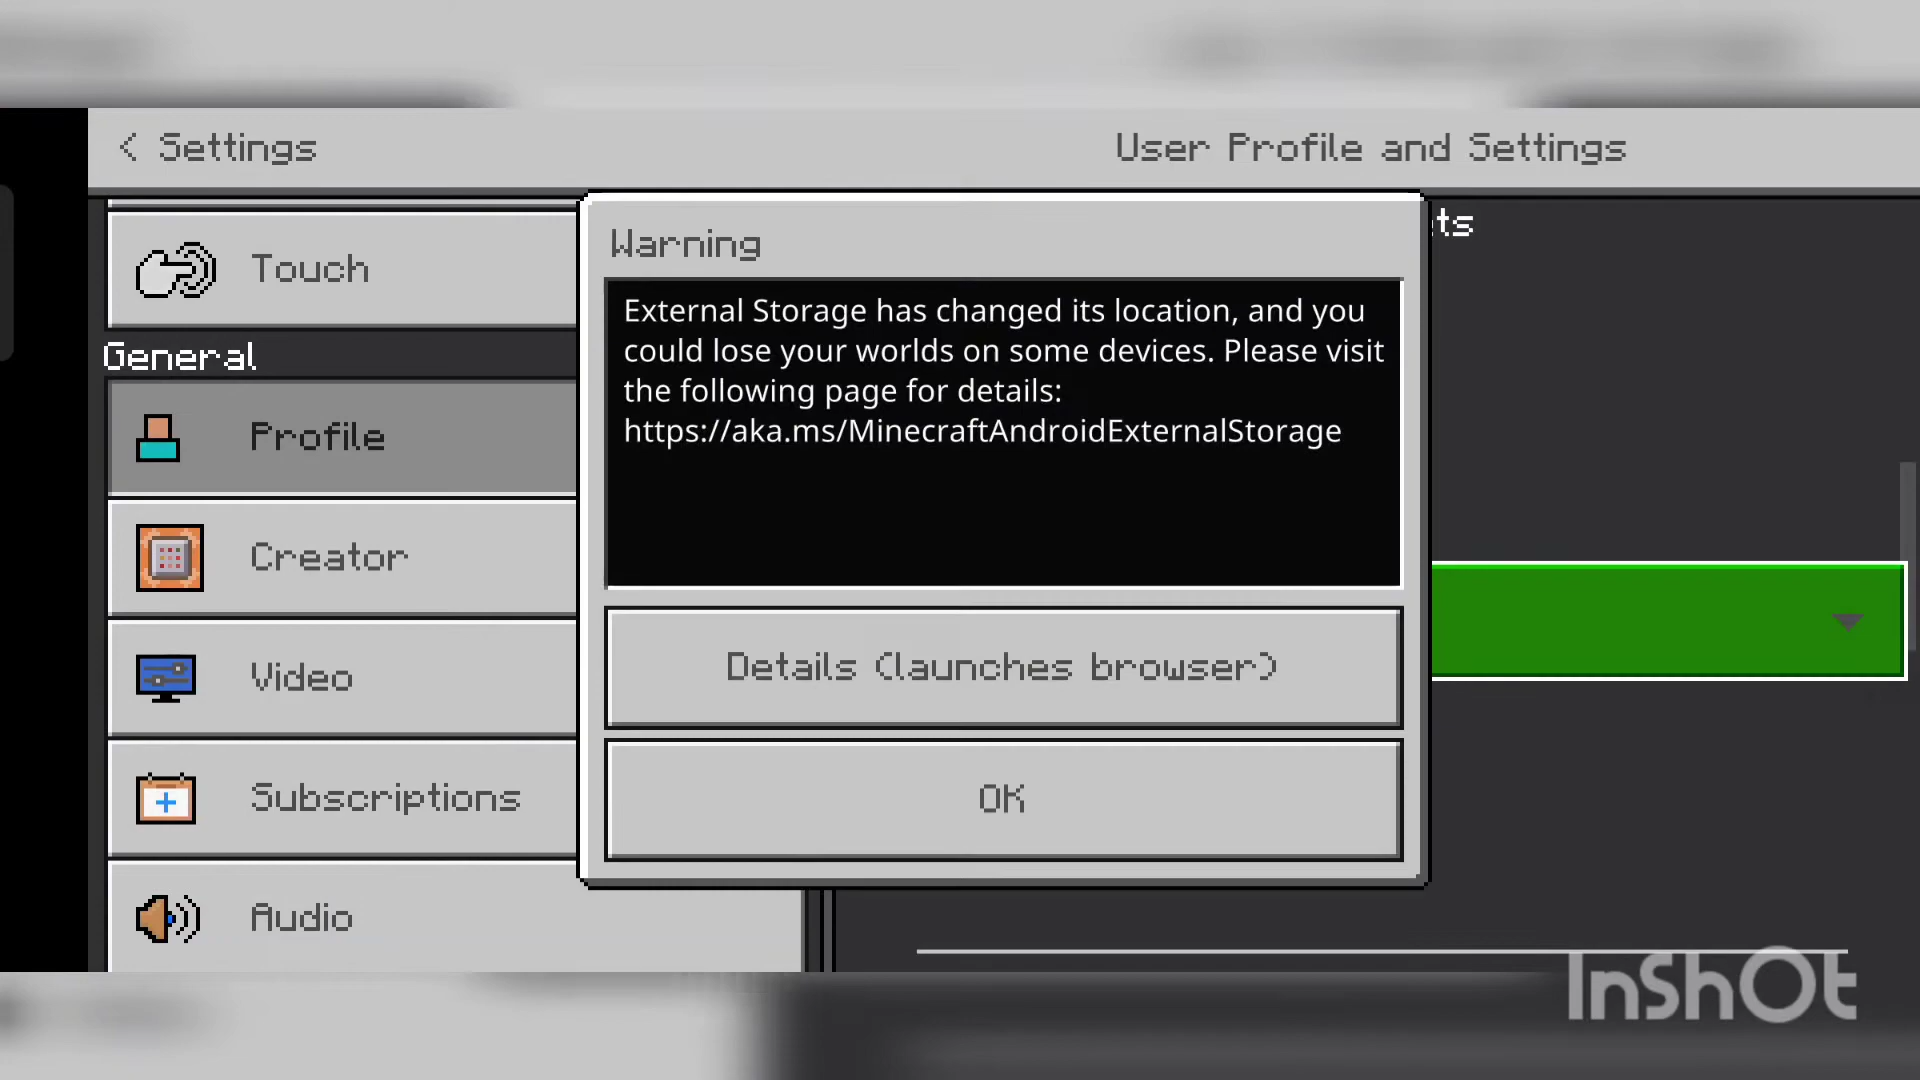 Settings
User Profile and Settings
ts
Warning
External Storage has changed its location, and you
could lose your worlds on some devices. Please visit
the following page for details:
https://aka.ms/MinecraftAndroidExternalStorage
Details (launches browser)
OK
Touch
General
Profile
Creator
Video
Subscriptions
Audio
InShOt